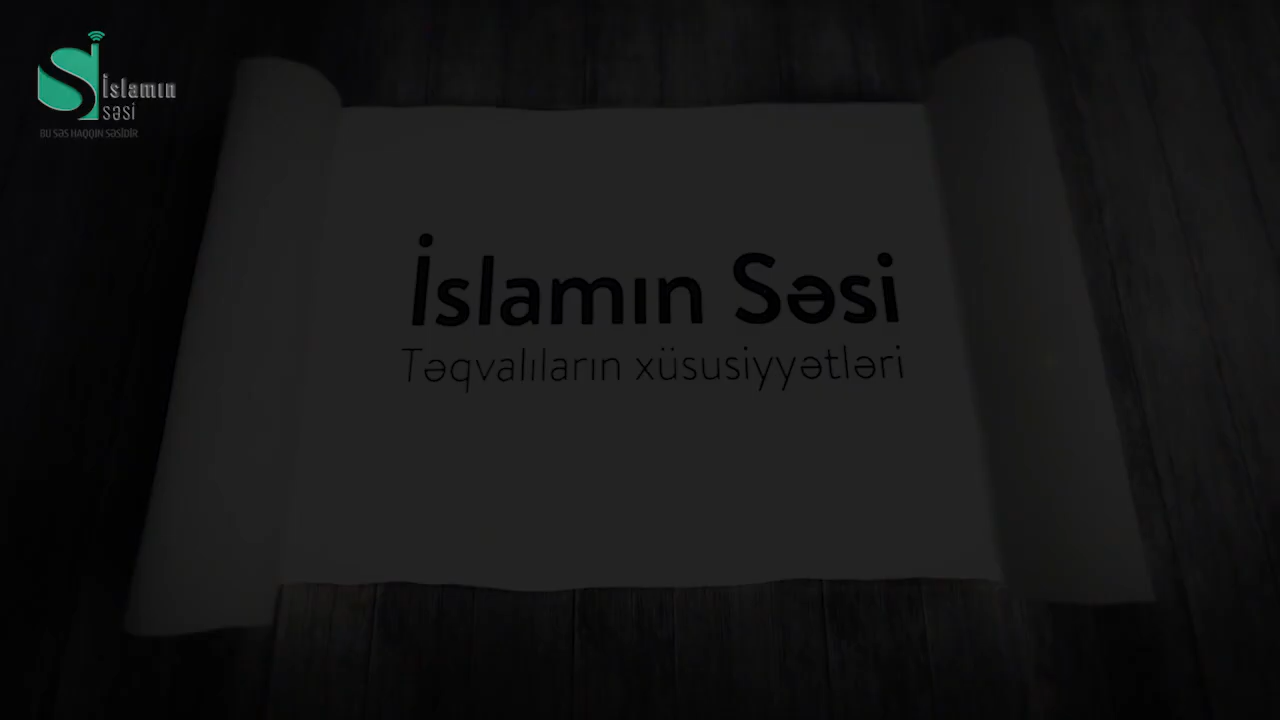 İslamın
səsi
BU SƏS HAQQIN SƏSİDİR
İslamın Səsi
Təqvalıların xüsusiyyətləri